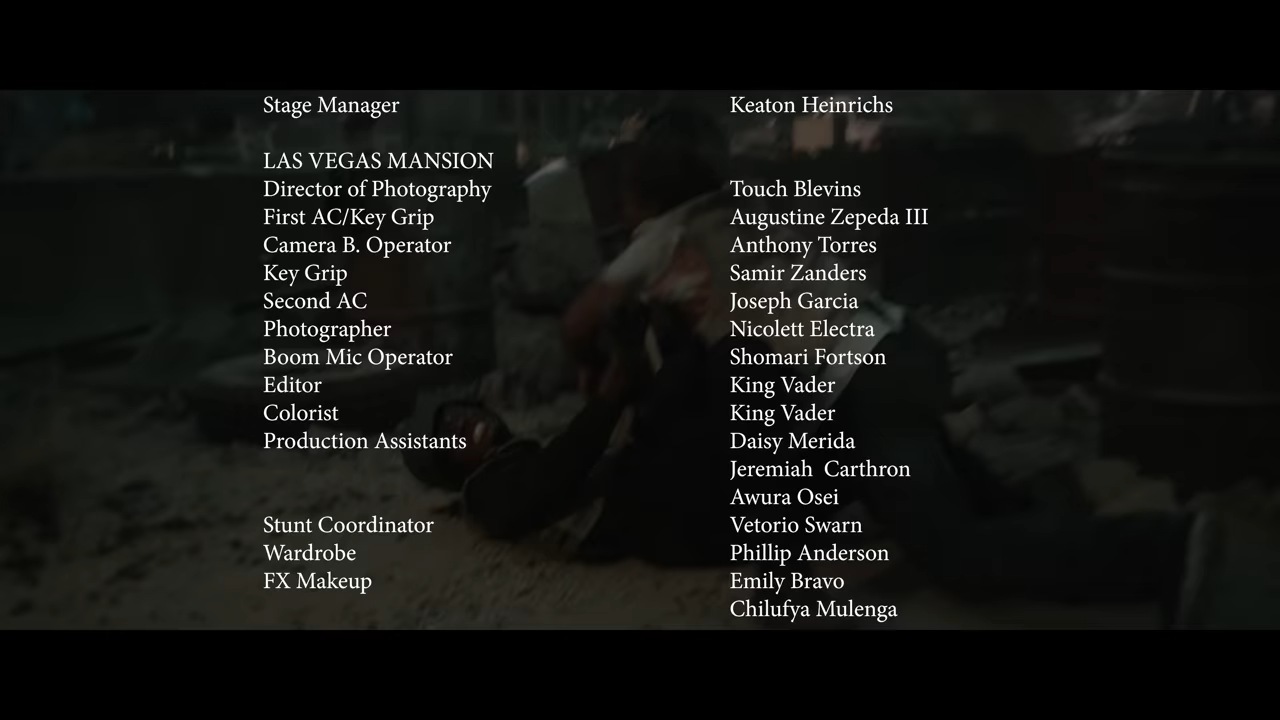 Stage Manager Keaton Heinrichs
LAS VEGAS MANSION
Director of Photography Touch Blevins
First AC/Key Grip Augustine Zepeda III
Camera B. Operator Anthony Torres
Key Grip Samir Zanders
Second AC Joseph Garcia
Photographer Nicolett Electra
Boom Mic Operator Shomari Fortson
Editor King Vader
Colorist King Vader
Production Assistants Daisy Merida
Jeremiah  Carthron
Awura Osei
Stunt Coordinator Vetorio Swarn
Wardrobe Phillip Anderson
FX Makeup Emily Bravo
Chilufya Mulenga